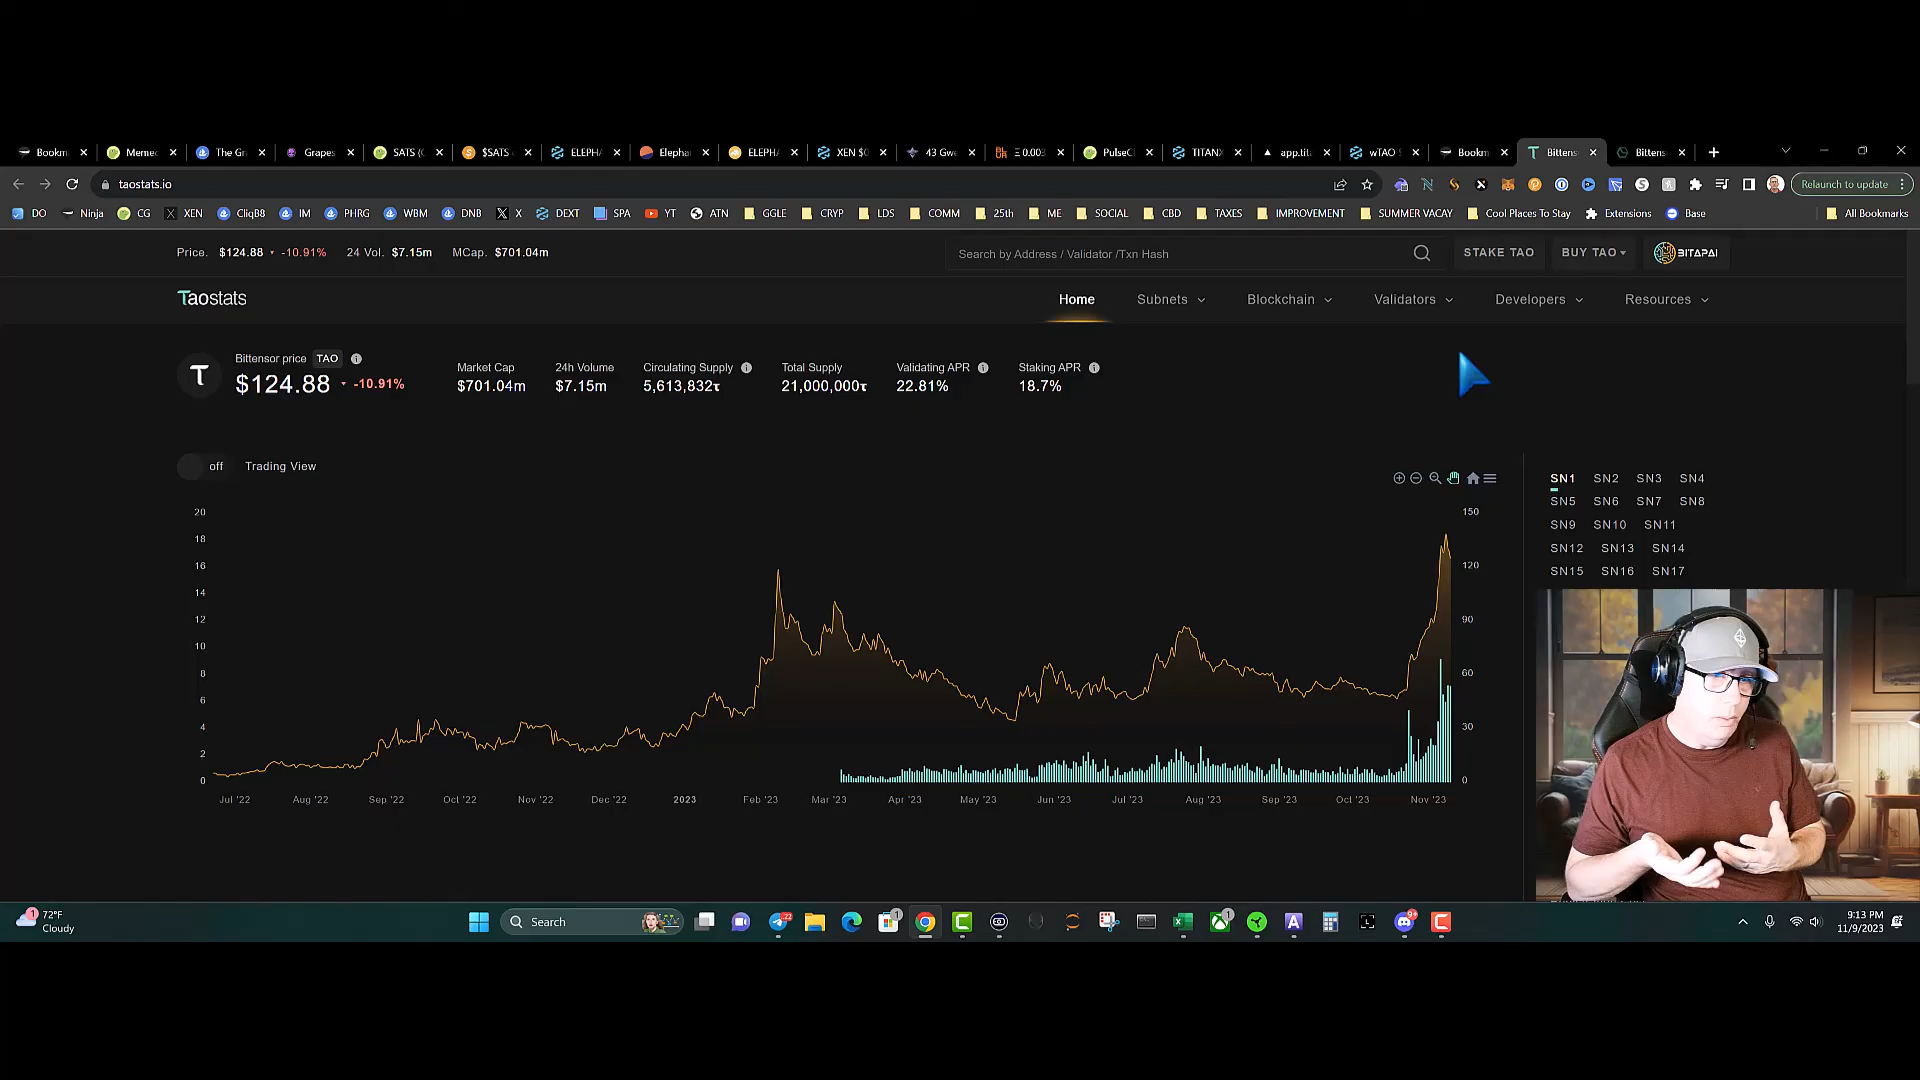 Bookm Memec The Gr Grapes SATS ( $SATS ELEPH Elepha ELEPH XEN $ 43 Gwe Ξ 0.003 PulseC TITANX app.tit wTAO Bookm Bittens Bittens
taostats.io Relaunch to update
DO Ninja CG XEN CliqB8 IM PHRG WBM DNB X DEXT SPA YT ATN GGLE CRYP LDS COMM 25th ME SOCIAL CBD TAXES IMPROVEMENT SUMMER VACAY Cool Places To Stay Extensions Base All Bookmarks
Price. $124.88 -10.91% 24 Vol. $7.15m MCap. $701.04m Search by Address / Validator /Txn Hash STAKE TAO BUY TAO BITAPAI
Taostats Home Subnets Blockchain Validators Developers Resources
Bittensor price TAO
$124.88 -10.91%
Market Cap 24h Volume Circulating Supply Total Supply Validating APR Staking APR
$701.04m $7.15m 5,613,832τ 21,000,000τ 22.81% 18.7%
off Trading View
SN1 SN2 SN3 SN4
SN5 SN6 SN7 SN8
SN9 SN10 SN11
SN12 SN13 SN14
SN15 SN16 SN17
20
18
16
14
12
10
8
6
4
2
0
150
120
90
60
30
0
Jul '22 Aug '22 Sep '22 Oct '22 Nov '22 Dec '22 2023 Feb '23 Mar '23 Apr '23 May '23 Jun '23 Jul '23 Aug '23 Sep '23 Oct '23 Nov '23
1 72°F
Cloudy
Search
22
1
1
9+
9:13 PM
11/9/2023